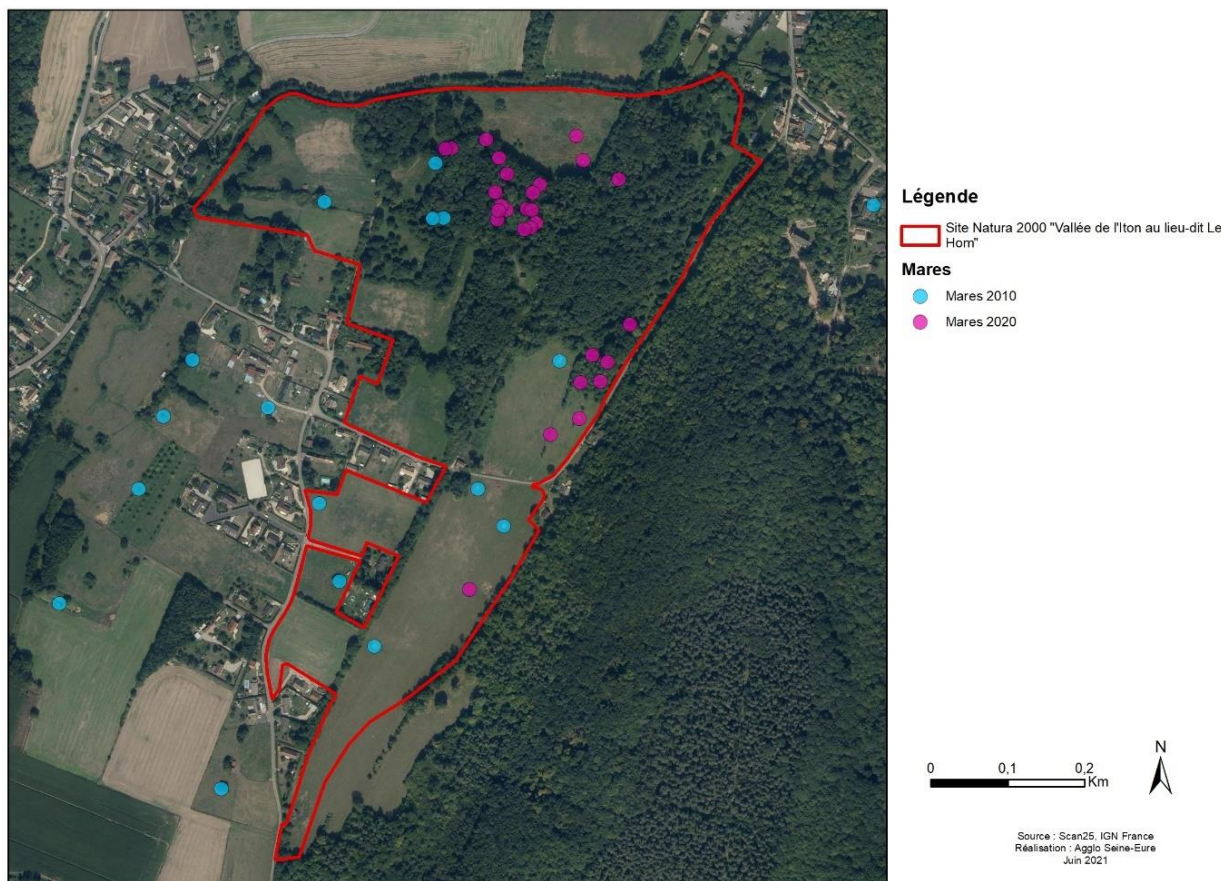 Légende
Site Natura 2000 "Vallée de l'Iton au lieu-dit Le
Hom"
Mares
Mares 2010
Mares 2020
N
0 0,1 0,2
Km
Source : Scan25, IGN France
Réalisation : Agglo Seine-Eure
Juin 2021